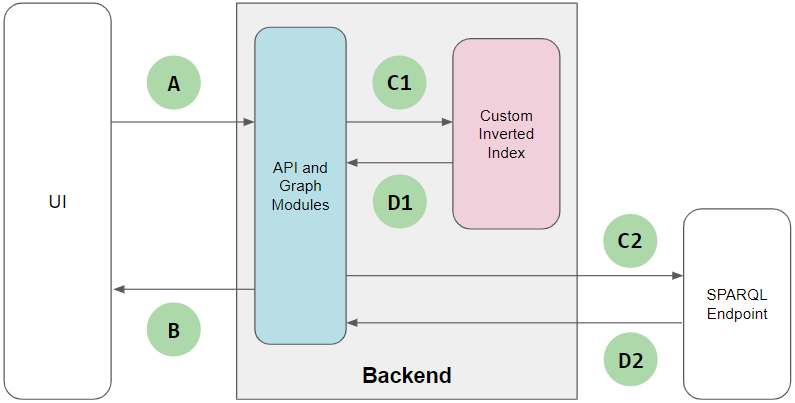 A
C1
Custom
Inverted
Index
API and
Graph
Modules
D1
UI
C2
SPARQL
Endpoint
B
D2
Backend